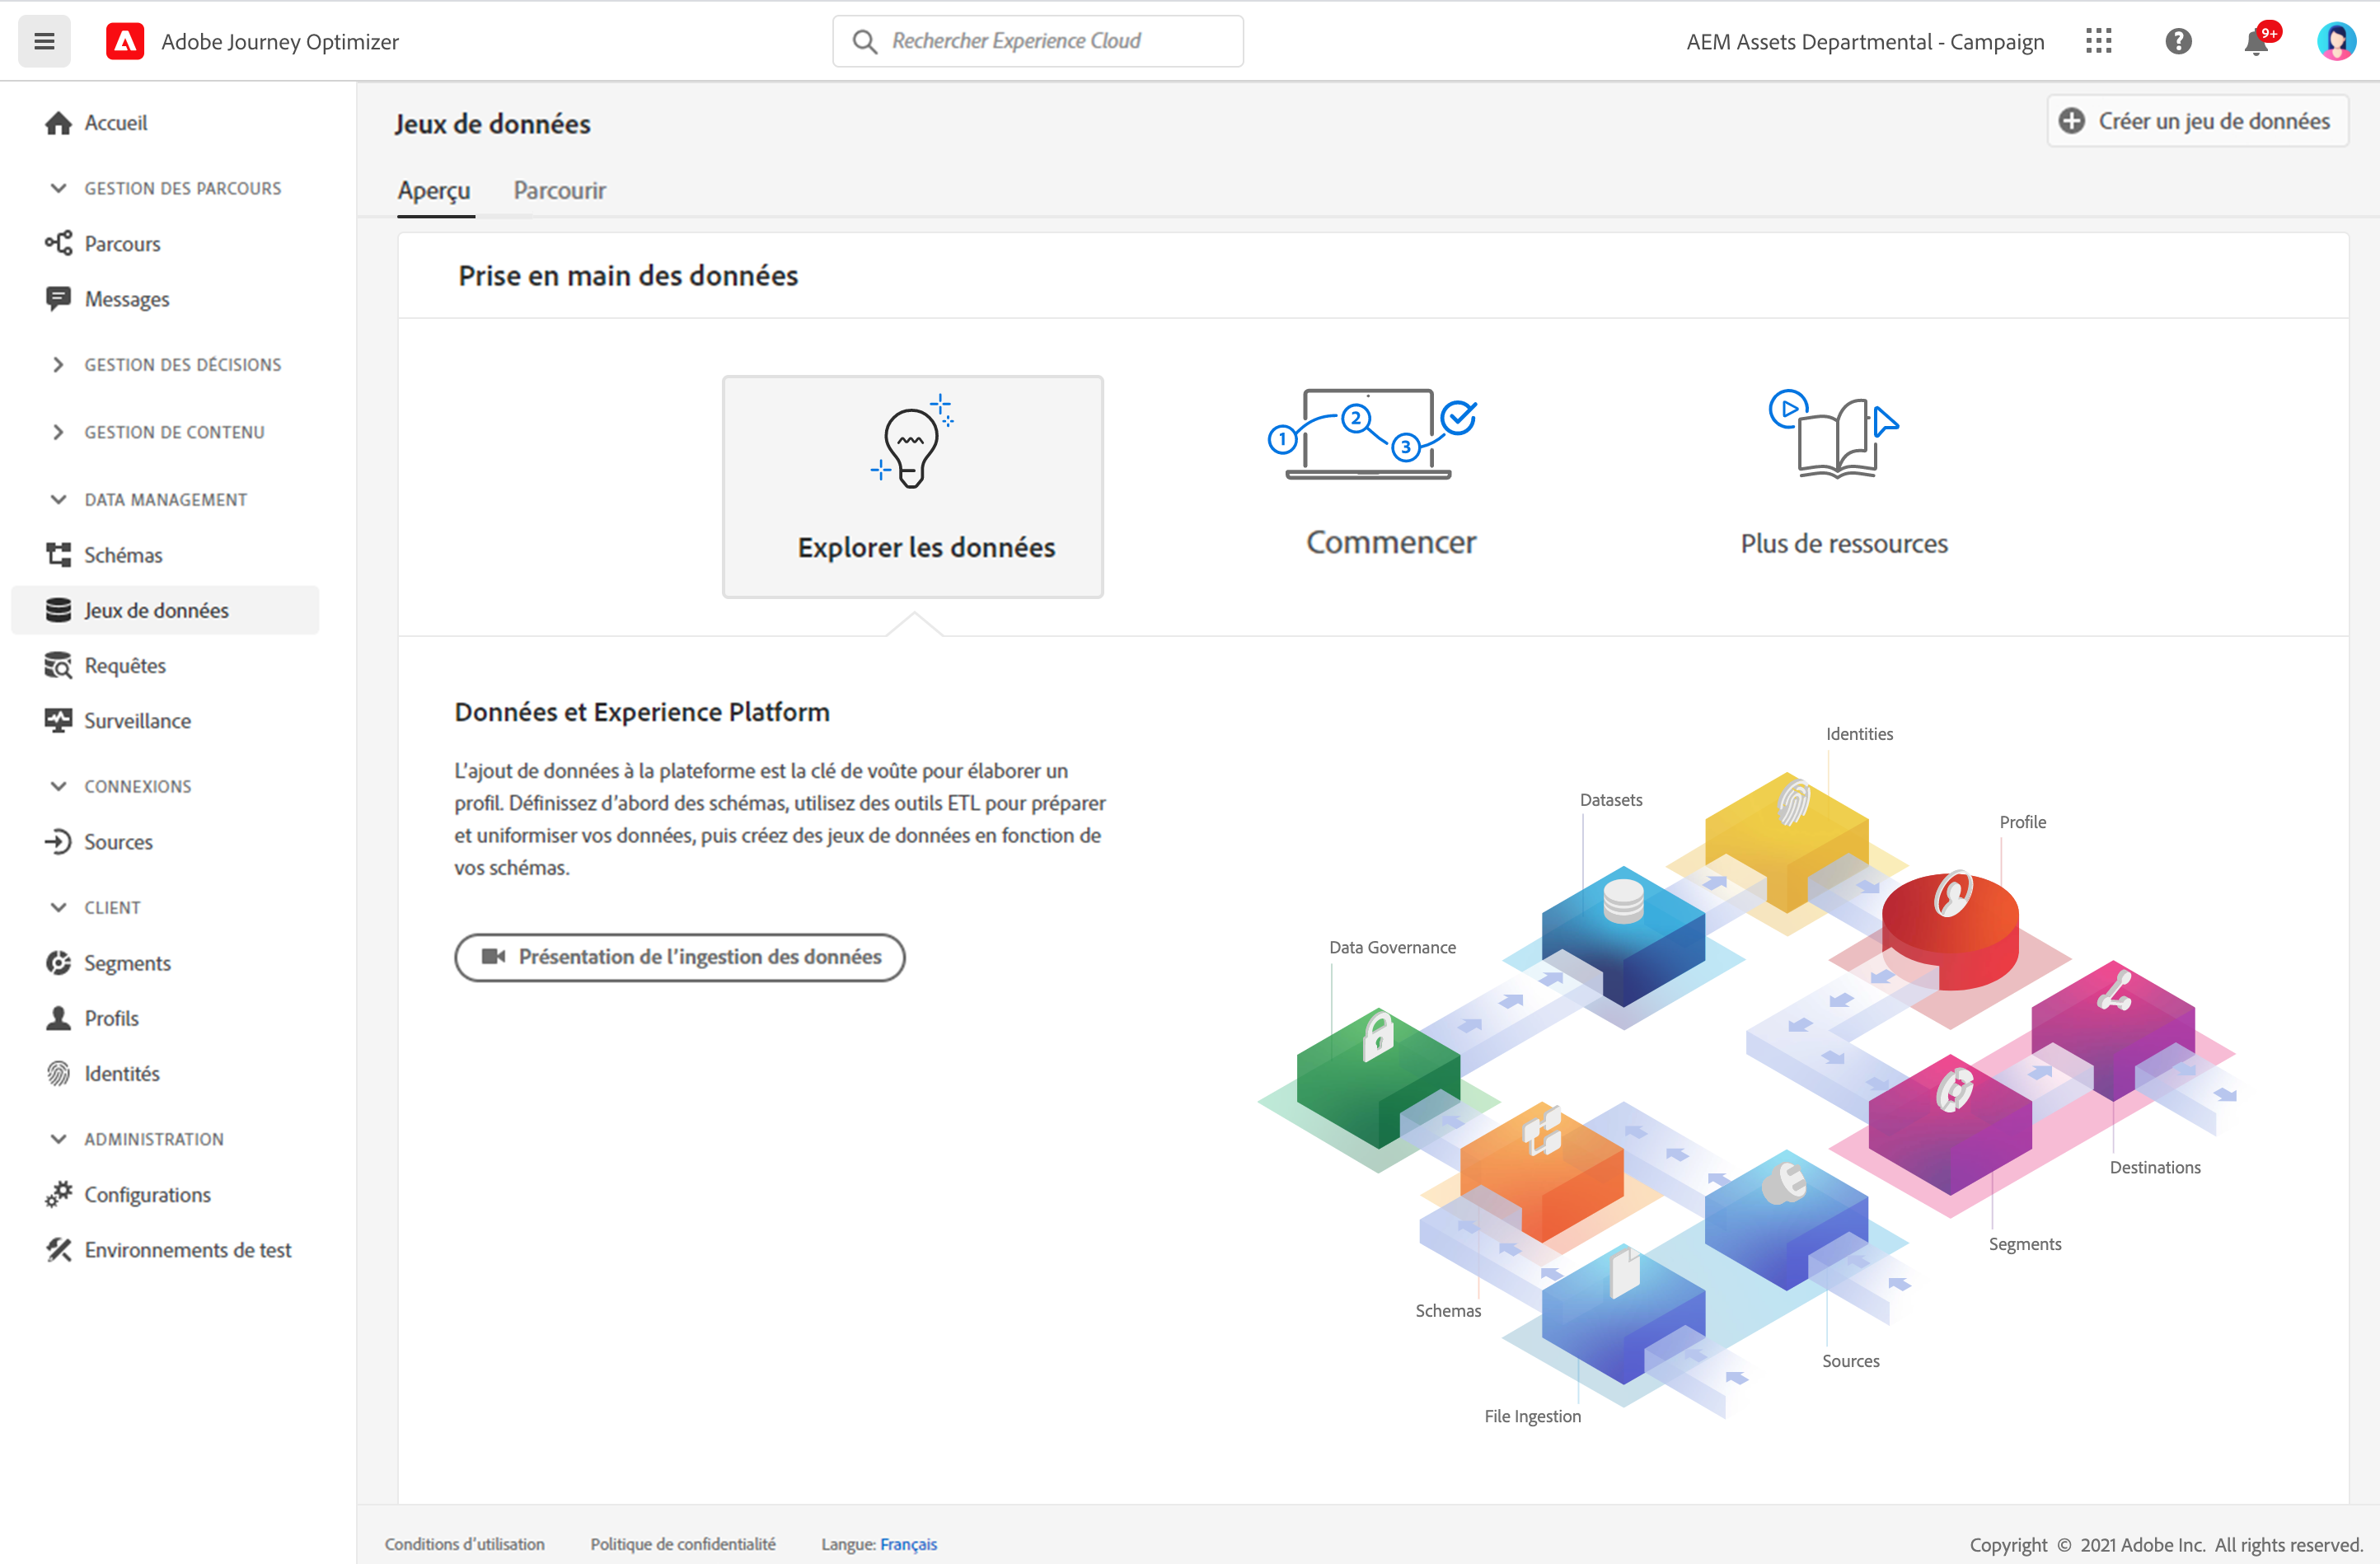 Adobe Journey Optimizer
Rechercher Experience Cloud
AEM Assets Departmental - Campaign
9+
Accueil
GESTION DES PARCOURS
Parcours
Messages
GESTION DES DÉCISIONS
GESTION DE CONTENU
DATA MANAGEMENT
Schémas
Jeux de données
Requêtes
Surveillance
CONNEXIONS
Sources
CLIENT
Segments
Profils
Identités
ADMINISTRATION
Configurations
Environnements de test
Jeux de données
Créer un jeu de données
Aperçu
Parcourir
Prise en main des données
Explorer les données
1
2
3
Commencer
Plus de ressources
Données et Experience Platform
L'ajout de données à la plateforme est la clé de voûte pour élaborer un
profil. Définissez d'abord des schémas, utilisez des outils ETL pour préparer
et uniformiser vos données, puis créez des jeux de données en fonction de
vos schémas.
Présentation de l'ingestion des données
Identities
Datasets
Profile
Data Governance
Destinations
Segments
Schemas
Sources
File Ingestion
Conditions d'utilisation
Politique de confidentialité
Langue: Français
Copyright © 2021 Adobe Inc. All rights reserved.